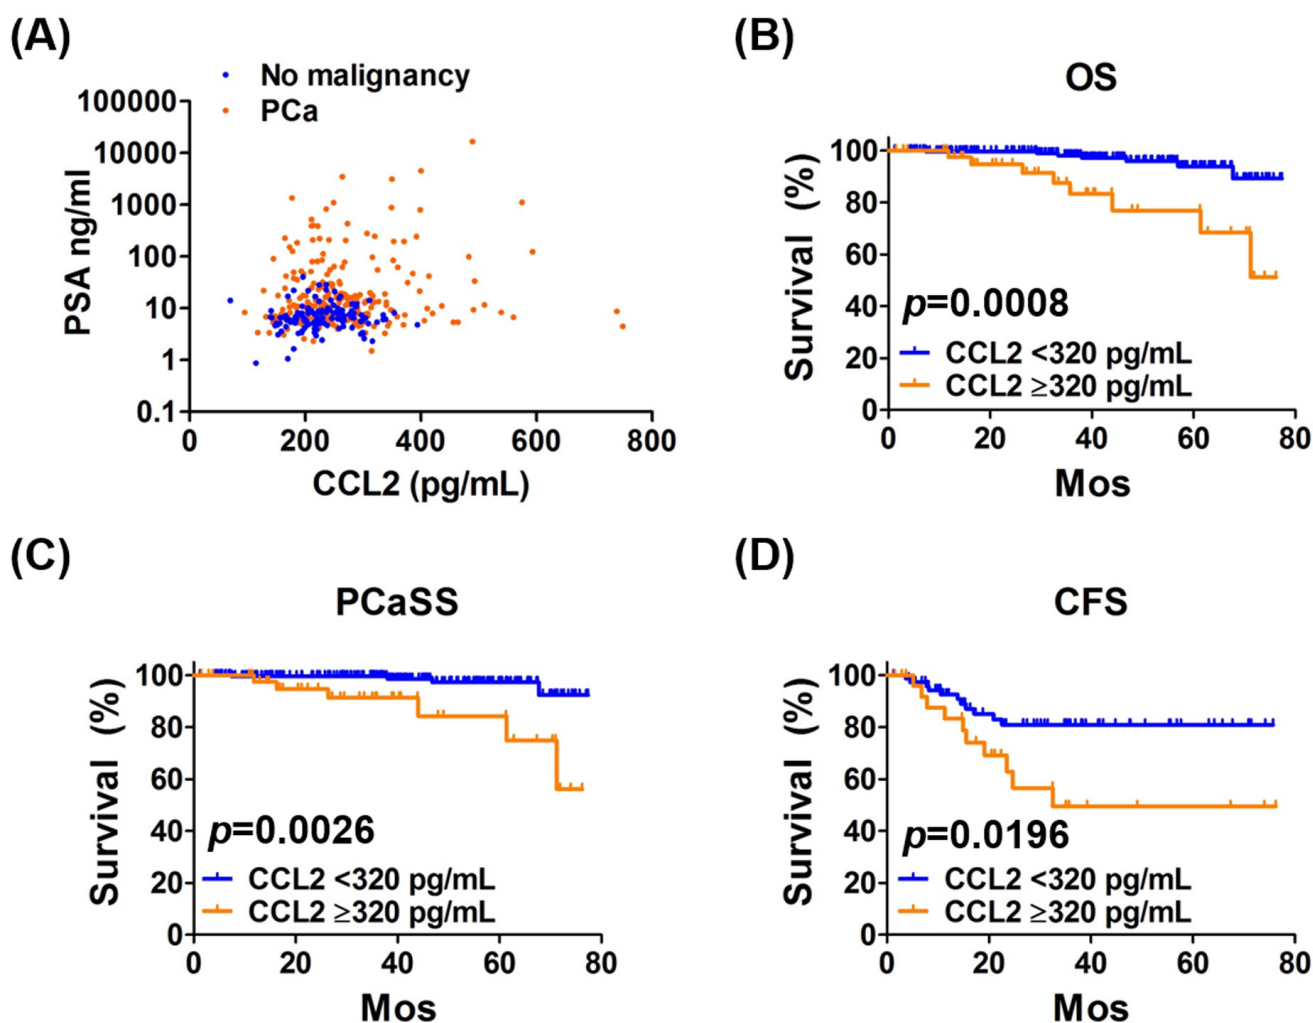 (A)
No malignancy
PCa
100000
10000
1000
100
10
1
0.1
PSA ng/ml
0 200 400 600 800
CCL2 (pg/mL)
(B)
OS
100
80
60
40
20
0
Survival (%)
p=0.0008
CCL2 <320 pg/mL
CCL2 ≥320 pg/mL
0 20 40 60 80
Mos
(C)
PCaSS
100
80
60
40
20
0
Survival (%)
p=0.0026
CCL2 <320 pg/mL
CCL2 ≥320 pg/mL
0 20 40 60 80
Mos
(D)
CFS
100
80
60
40
20
0
Survival (%)
p=0.0196
CCL2 <320 pg/mL
CCL2 ≥320 pg/mL
0 20 40 60 80
Mos